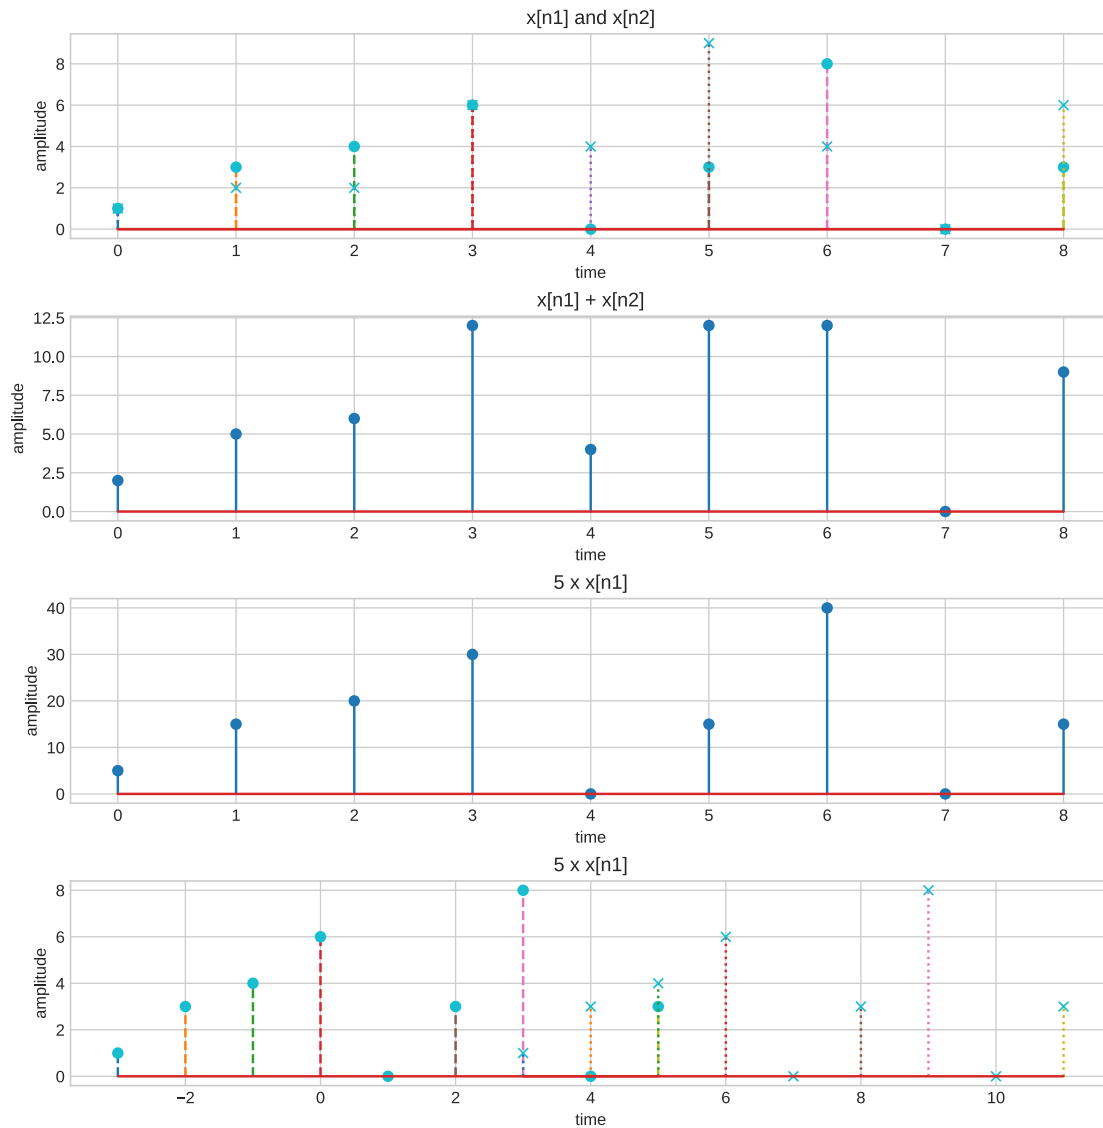 x[n1] and x[n2]
8
6
4
2
0
amplitude
0 1 2 3 4 5 6 7 8
time
x[n1] + x[n2]
12.5
10.0
7.5
5.0
2.5
0.0
amplitude
0 1 2 3 4 5 6 7 8
time
5 x x[n1]
40
30
20
10
0
amplitude
0 1 2 3 4 5 6 7 8
time
5 x x[n1]
8
6
4
2
0
amplitude
−2 0 2 4 6 8 10
time